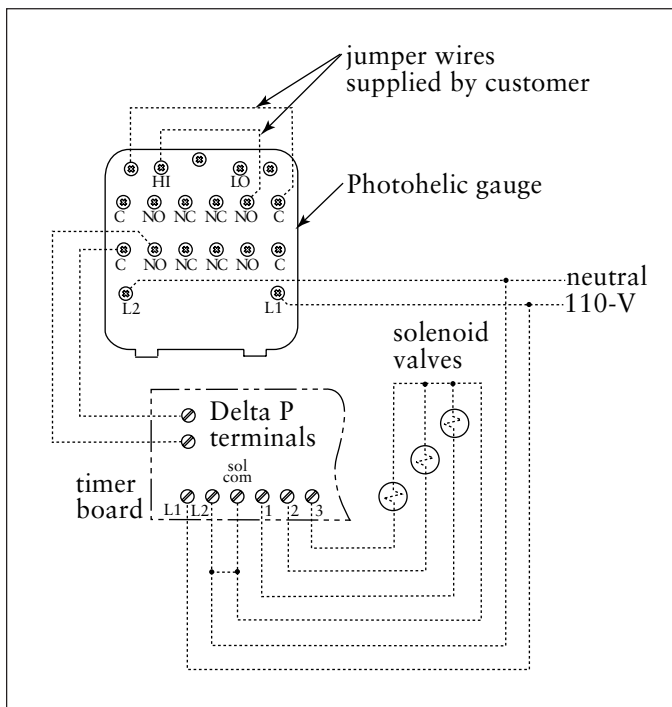 jumper wires
supplied by customer
HI LO
C NO NC NC NO C
Photohelic gauge
C NO NC NC NO C
L2 L1
neutral
110-V
solenoid
valves
Delta P
terminals
sol
com
timer
board
L1 L2 1 2 3